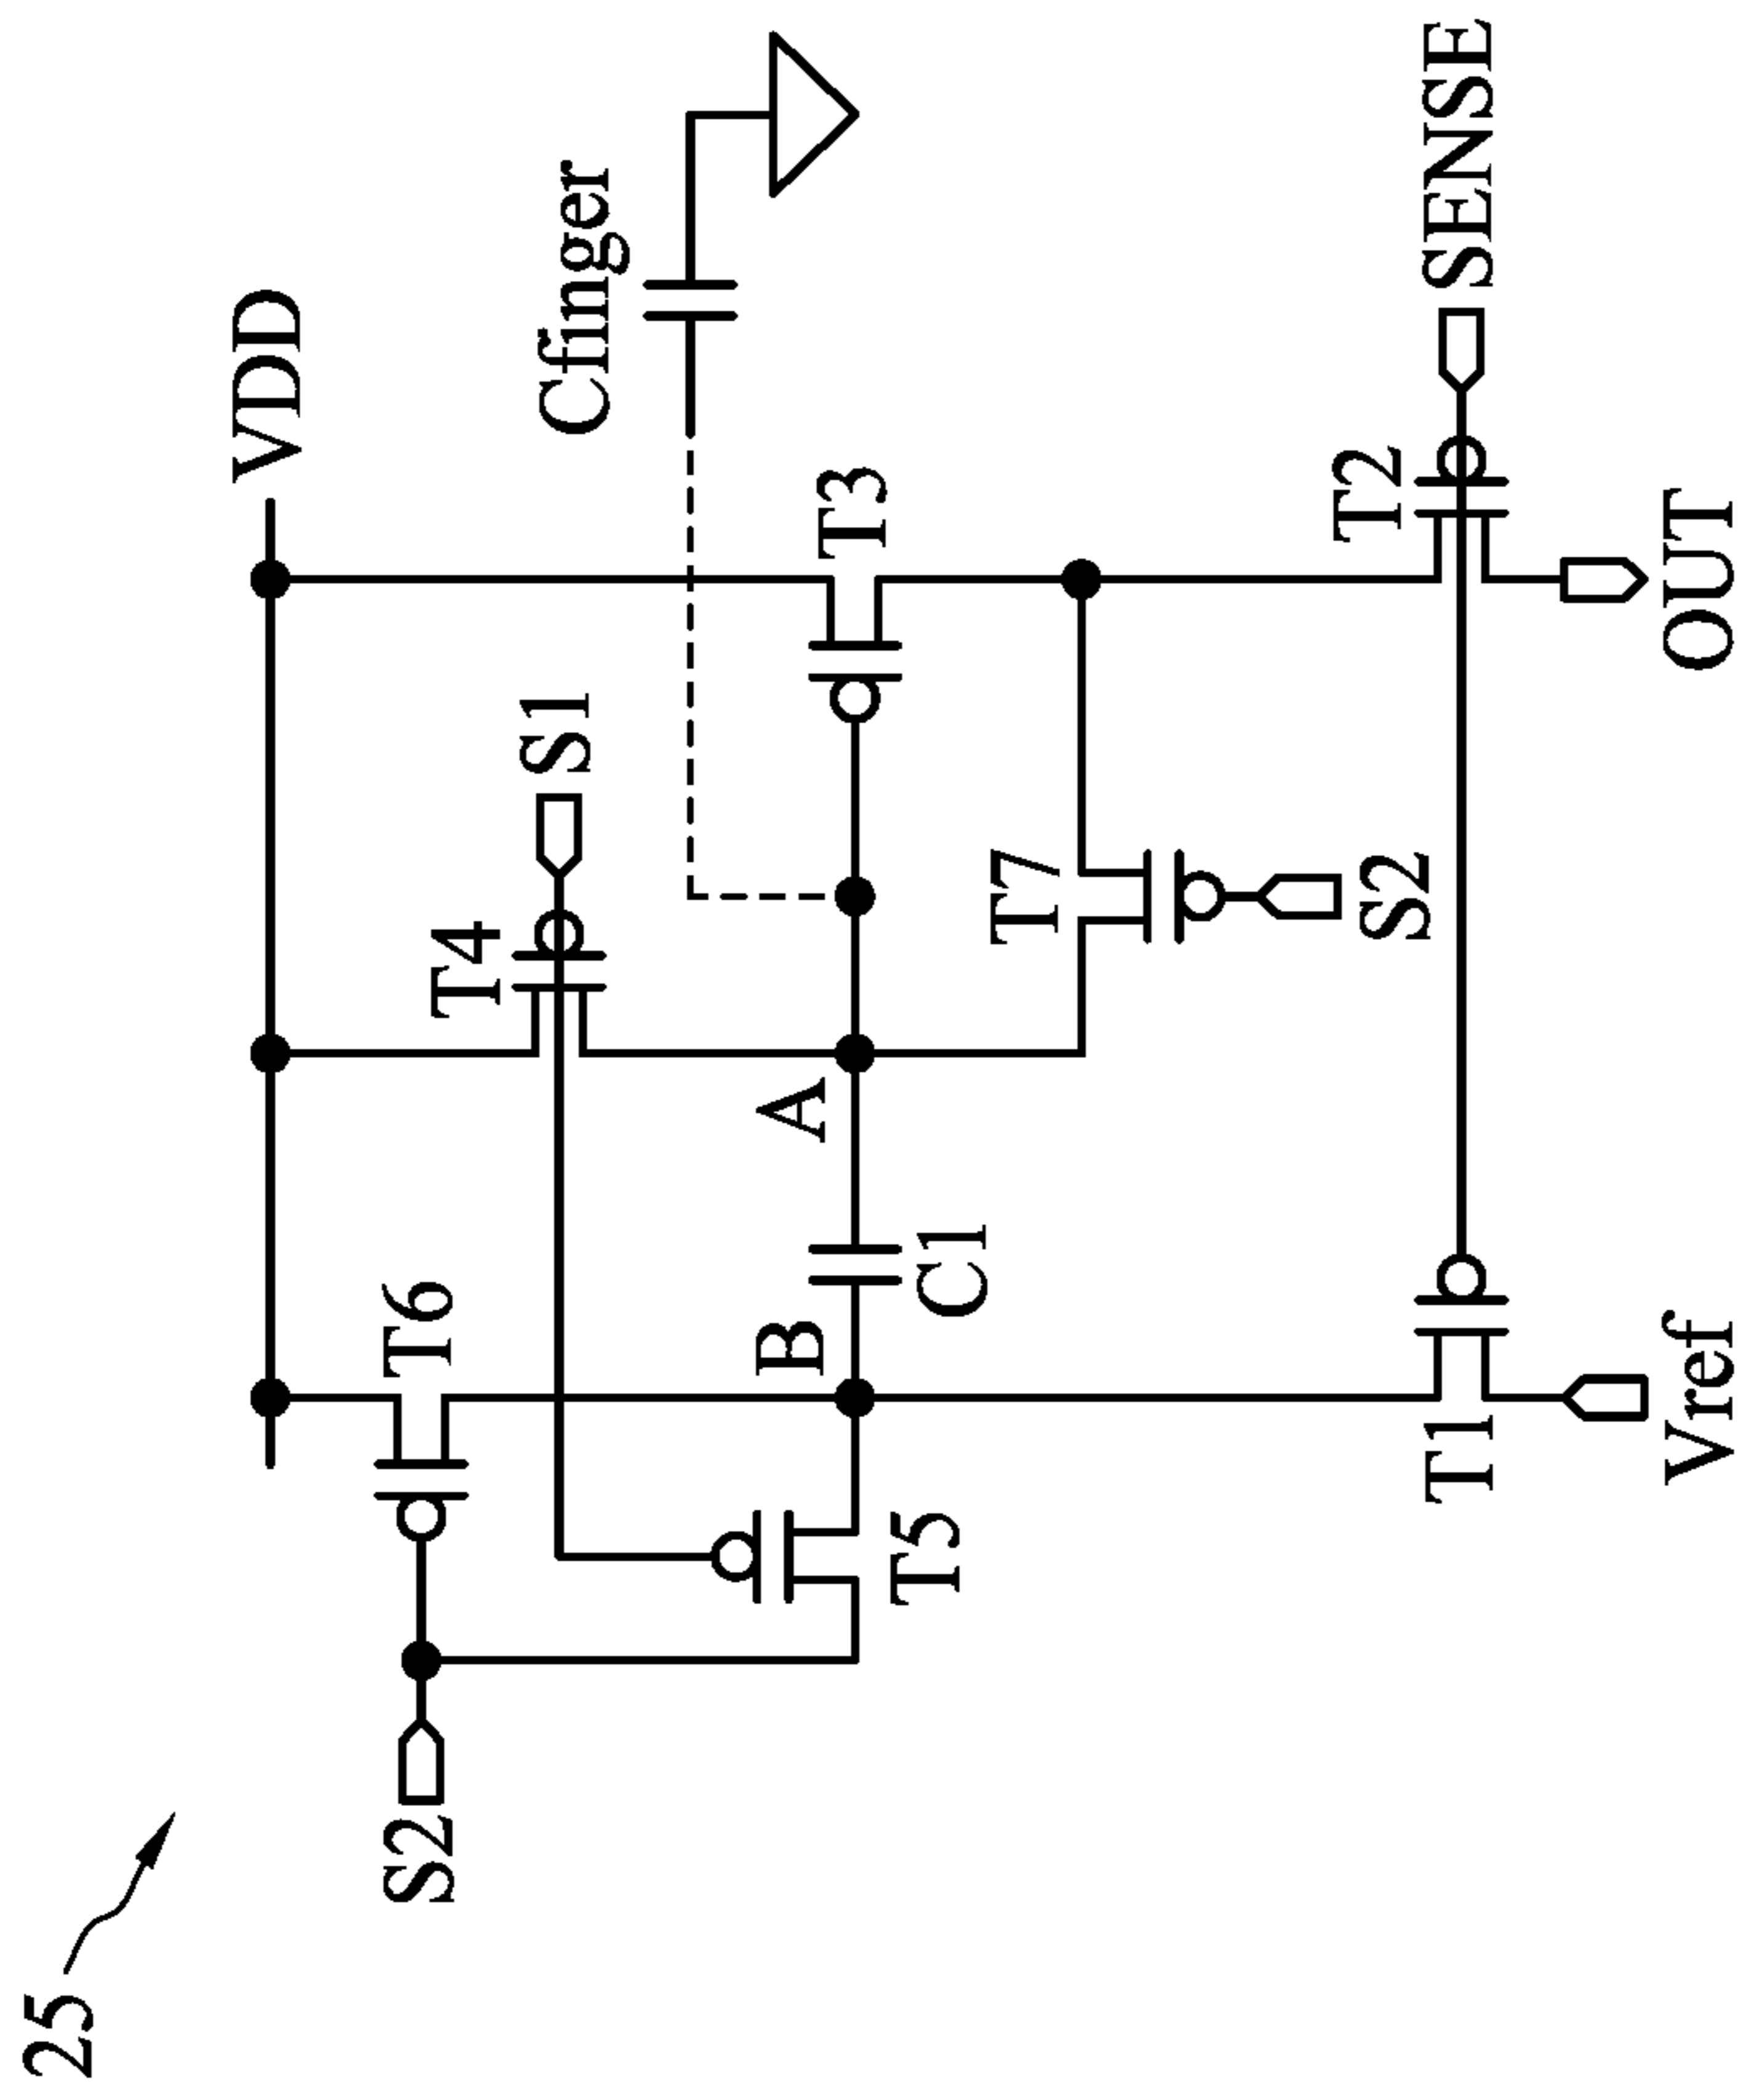 25
VDD
S2
T6
T4
S1
Cfinger
B
A
T3
C1
T5
T7
S2
T2
SENSE
T1
Vref
OUT